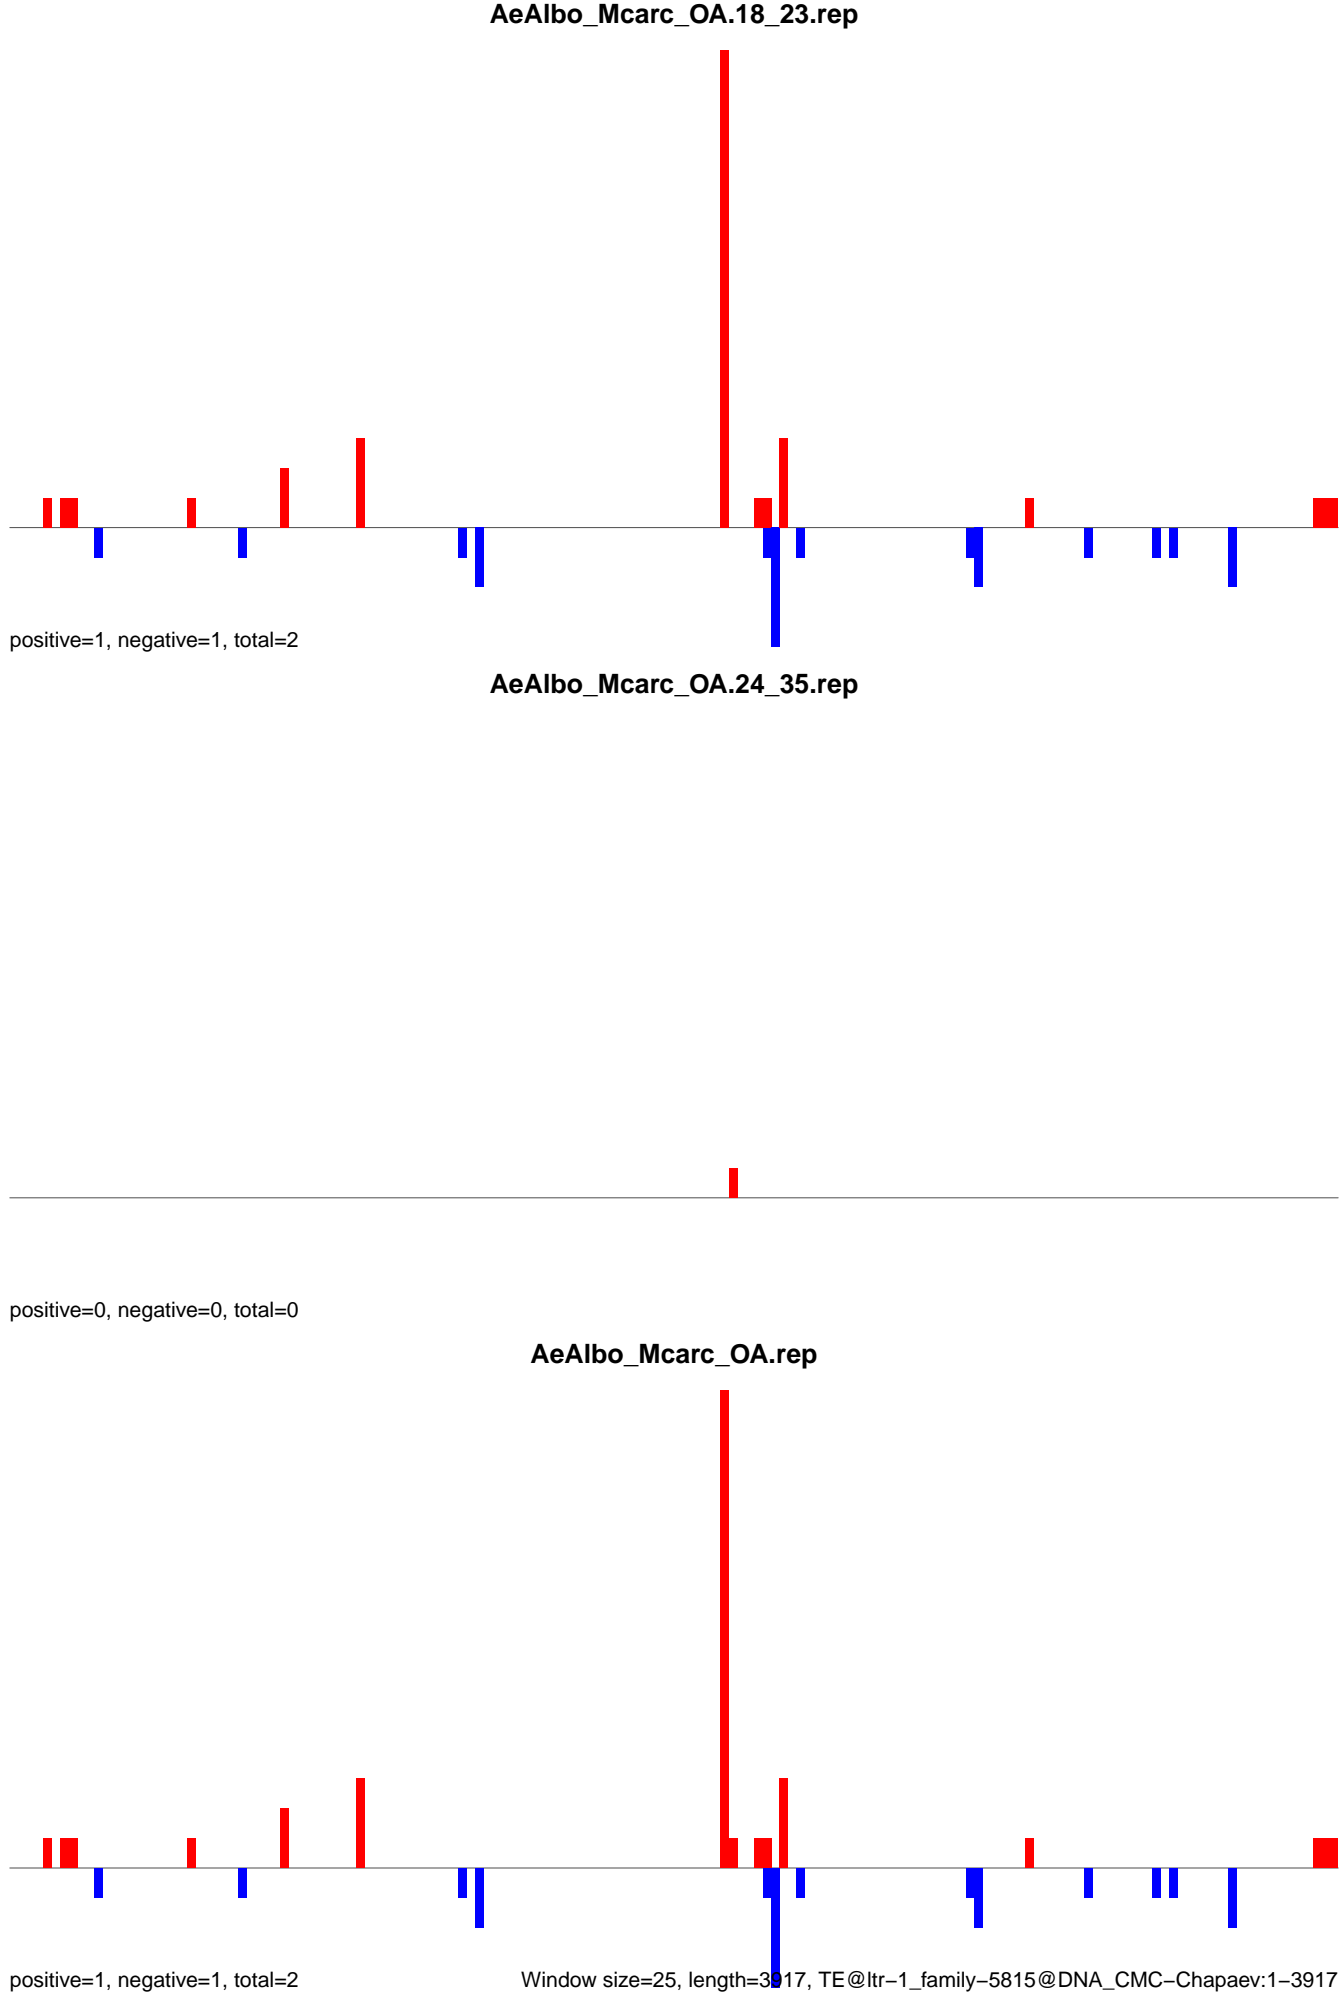 AeAlbo_Mcarc_OA.18_23.rep
positive=1, negative=1, total=2
AeAlbo_Mcarc_OA.24_35.rep
positive=0, negative=0, total=0
AeAlbo_Mcarc_OA.rep
positive=1, negative=1, total=2
Window size=25, length=3917, TE@ltr−1_family−5815@DNA_CMC−Chapaev:1−3917